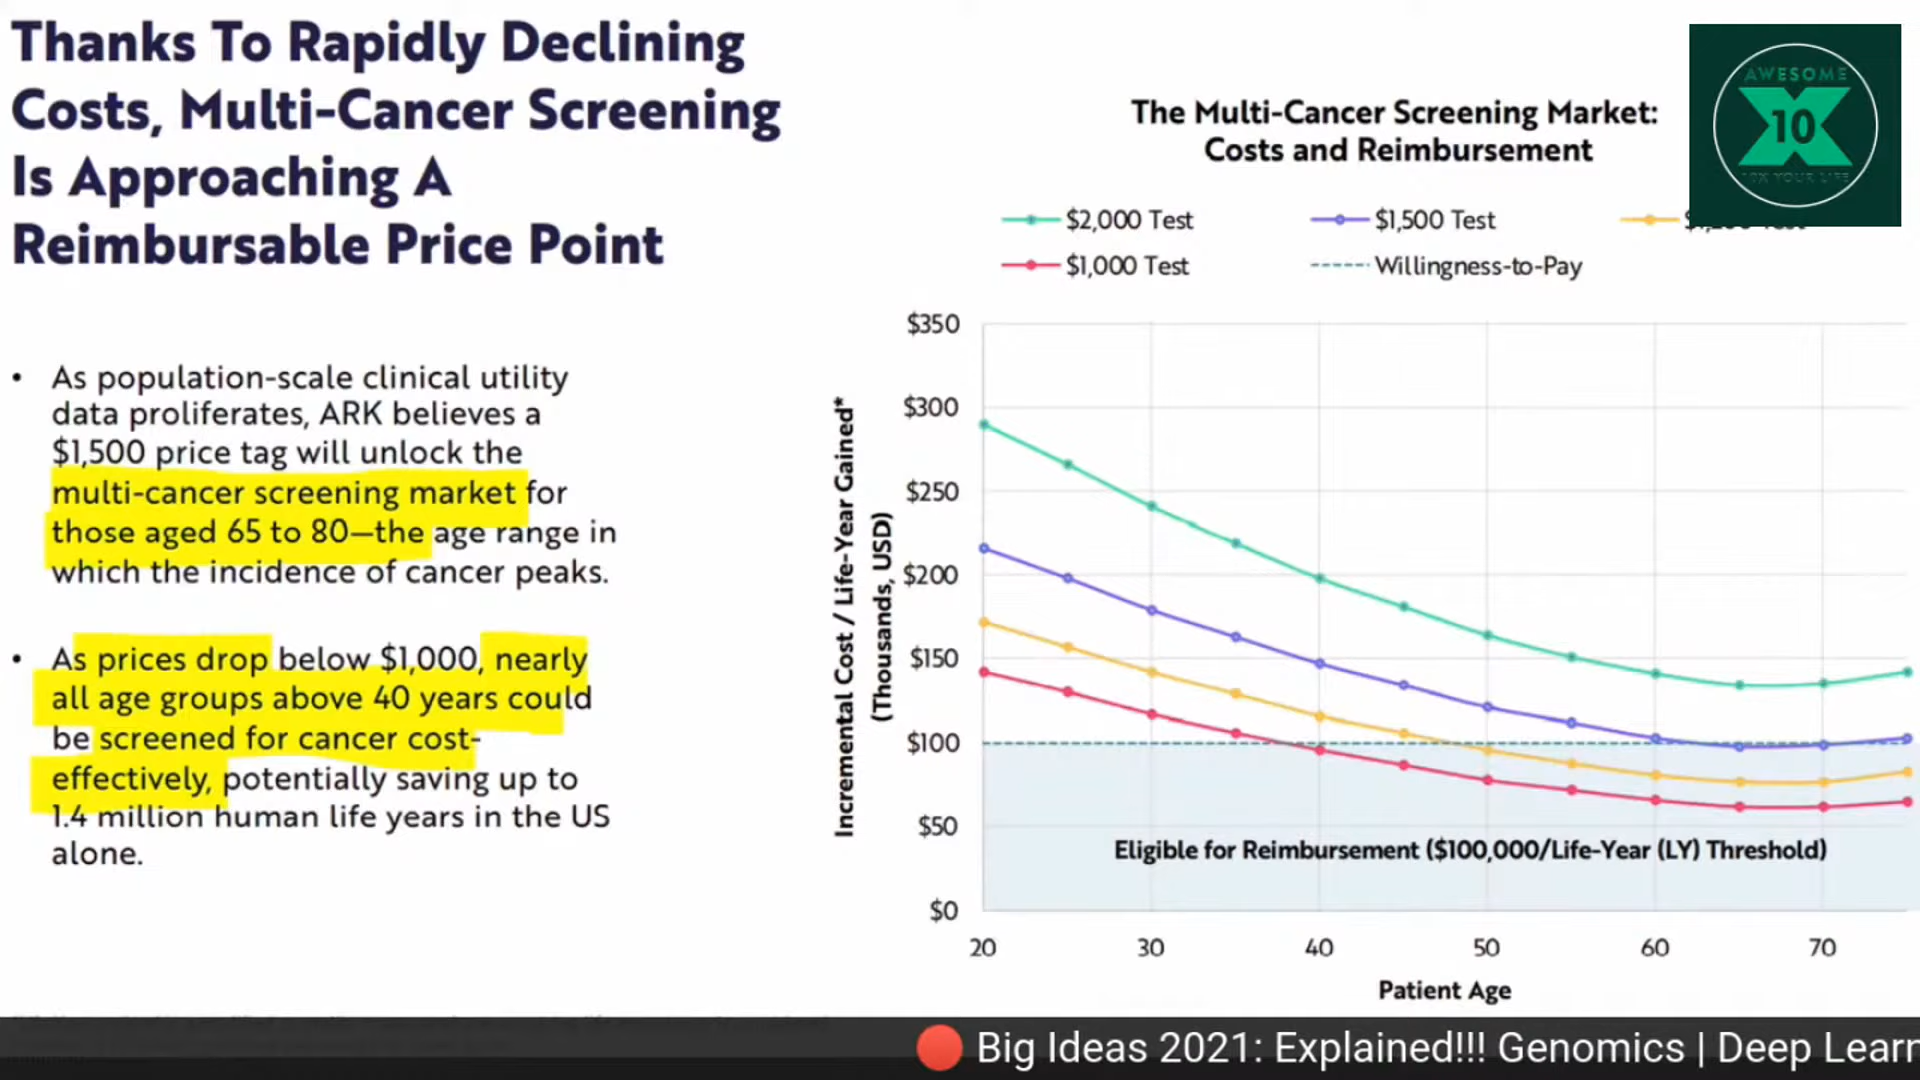 Thanks To Rapidly Declining
Costs, Multi-Cancer Screening
Is Approaching A
Reimbursable Price Point
• As population-scale clinical utility
data proliferates, ARK believes a
$1,500 price tag will unlock the
multi-cancer screening market for
those aged 65 to 80—the age range in
which the incidence of cancer peaks.
• As prices drop below $1,000, nearly
all age groups above 40 years could
be screened for cancer cost-
effectively, potentially saving up to
1.4 million human life years in the US
alone.
The Multi-Cancer Screening Market:
Costs and Reimbursement
AWESOME
X
10
10X YOUR LIFE
$2,000 Test
$1,500 Test
$1,000 Test
Willingness-to-Pay
Incremental Cost / Life-Year Gained*
(Thousands, USD)
$350
$300
$250
$200
$150
$100
$50
$0
Eligible for Reimbursement ($100,000/Life-Year (LY) Threshold)
20 30 40 50 60 70
Patient Age
Big Ideas 2021: Explained!!! Genomics | Deep Learn